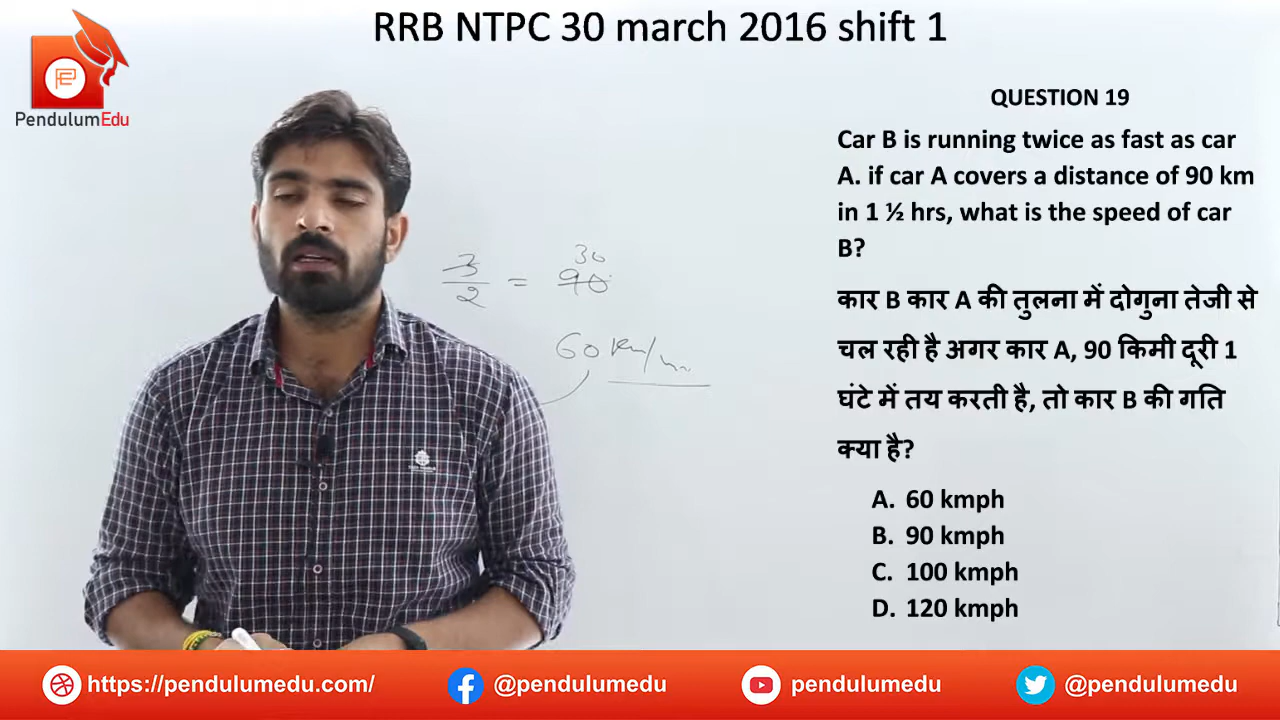 RRB NTPC 30 march 2016 shift 1
PendulumEdu
QUESTION 19
Car B is running twice as fast as car
A. if car A covers a distance of 90 km
in 1 ½ hrs, what is the speed of car
B?
कार B कार A की तुलना में दोगुना तेजी से
चल रही है अगर कार A, 90 किमी दूरी 1
घंटे में तय करती है, तो कार B की गति
क्या है?
A. 60 kmph
B. 90 kmph
C. 100 kmph
D. 120 kmph
30
3/2 = 90
60 km/
https://pendulumedu.com/
@pendulumedu
pendulumedu
@pendulumedu